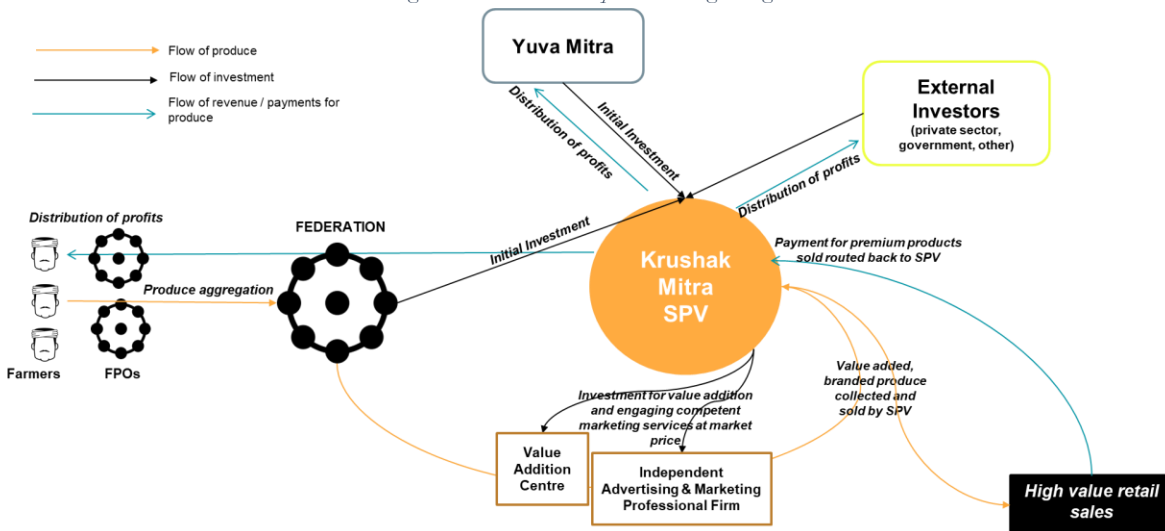 Flow of produce
Flow of investment
Flow of revenue / payments for
produce
Yuva Mitra
External
Investors
(private sector,
government, other)
Distribution of profits
Initial Investment
Distribution of profits
Distribution of profits
FEDERATION
Initial Investment
Produce aggregation
Farmers
FPOs
Krushak
Mitra
SPV
Payment for premium products
sold routed back to SPV
Value added,
branded produce
collected and
sold by SPV
Investment for value addition
and engaging competent
marketing services at market
price
Value
Addition
Centre
Independent
Advertising & Marketing
Professional Firm
High value retail
sales